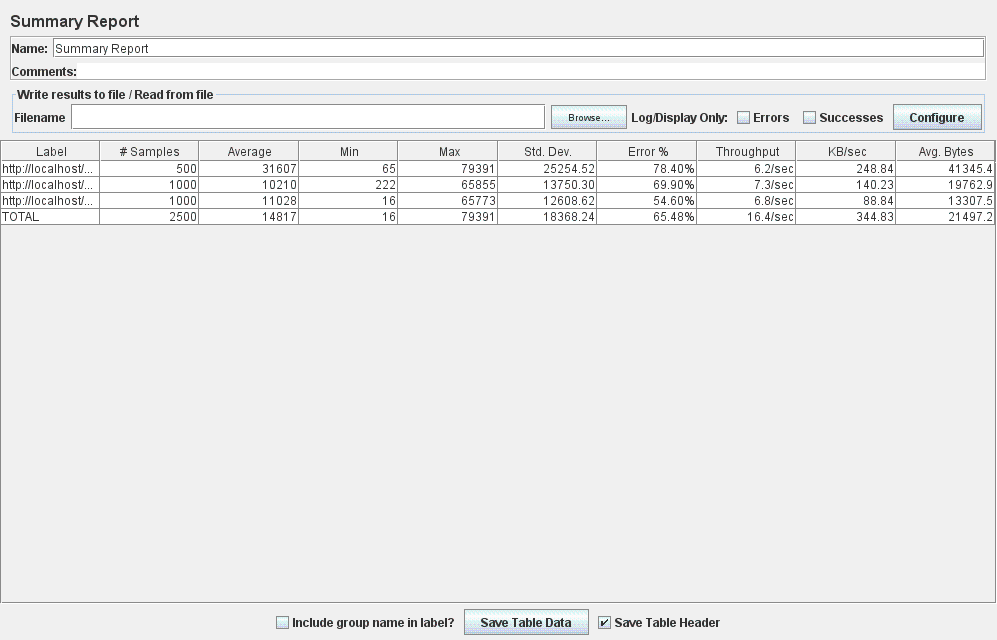 Summary Report
Name: Summary Report
Comments:
Write results to file / Read from file
Filename Browse... Log/Display Only: Errors Successes Configure
Label # Samples Average Min Max Std. Dev. Error % Throughput KB/sec Avg. Bytes
http://localhost/... 500 31607 65 79391 25254.52 78.40% 6.2/sec 248.84 41345.4
http://localhost/... 1000 10210 222 65855 13750.30 69.90% 7.3/sec 140.23 19762.9
http://localhost/... 1000 11028 16 65773 12608.62 54.60% 6.8/sec 88.84 13307.5
TOTAL 2500 14817 16 79391 18368.24 65.48% 16.4/sec 344.83 21497.2
Include group name in label? Save Table Data Save Table Header